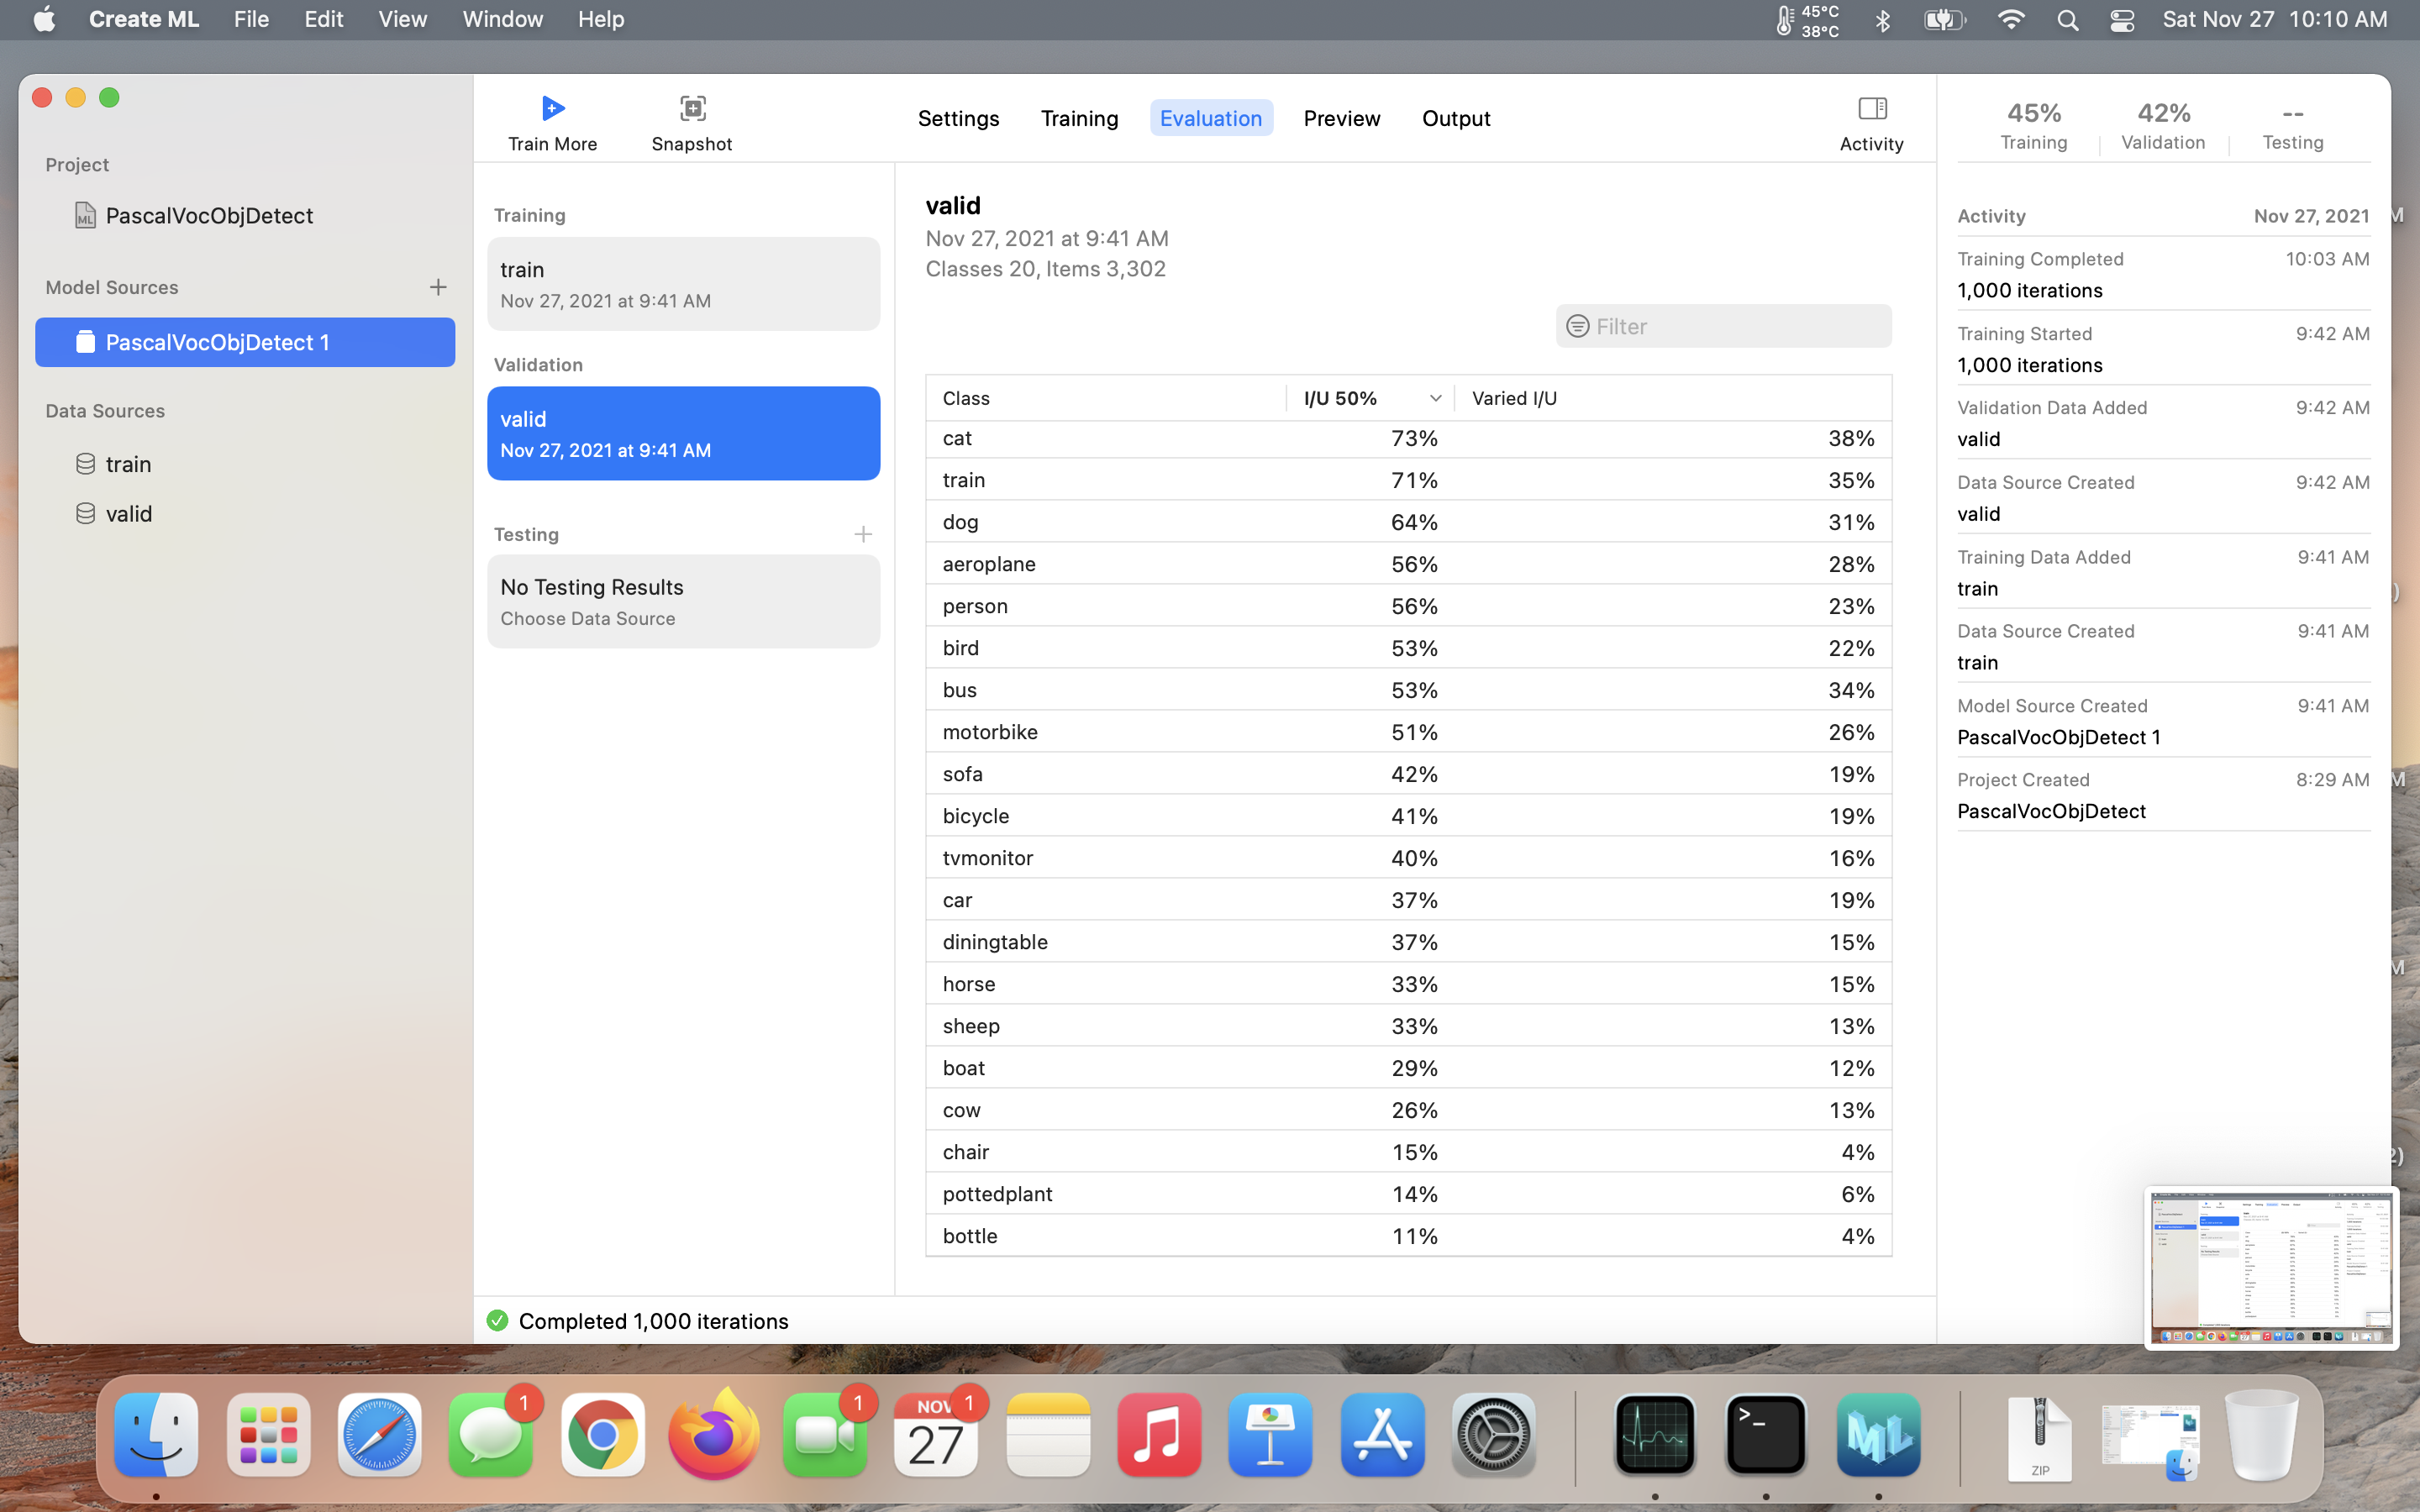 Create ML File Edit View Window Help 45°C 38°C Sat Nov 27 10:10 AM
Project
PascalVocObjDetect
Model Sources
PascalVocObjDetect 1
Data Sources
train
valid
Train More
Snapshot
Settings Training Evaluation Preview Output
Activity
Training
train
Nov 27, 2021 at 9:41 AM
Validation
valid
Nov 27, 2021 at 9:41 AM
Testing
No Testing Results
Choose Data Source
valid
Nov 27, 2021 at 9:41 AM
Classes 20, Items 3,302
Filter
Class I/U 50% Varied I/U
cat 73% 38%
train 71% 35%
dog 64% 31%
aeroplane 56% 28%
person 56% 23%
bird 53% 22%
bus 53% 34%
motorbike 51% 26%
sofa 42% 19%
bicycle 41% 19%
tvmonitor 40% 16%
car 37% 19%
diningtable 37% 15%
horse 33% 15%
sheep 33% 13%
boat 29% 12%
cow 26% 13%
chair 15% 4%
pottedplant 14% 6%
bottle 11% 4%
Completed 1,000 iterations
45% 42% --
Training Validation Testing
Activity Nov 27, 2021
Training Completed 10:03 AM
1,000 iterations
Training Started 9:42 AM
1,000 iterations
Validation Data Added 9:42 AM
valid
Data Source Created 9:42 AM
valid
Training Data Added 9:41 AM
train
Data Source Created 9:41 AM
train
Model Source Created 9:41 AM
PascalVocObjDetect 1
Project Created 8:29 AM
PascalVocObjDetect
1
1
NOV 1
27
ML
ZIP